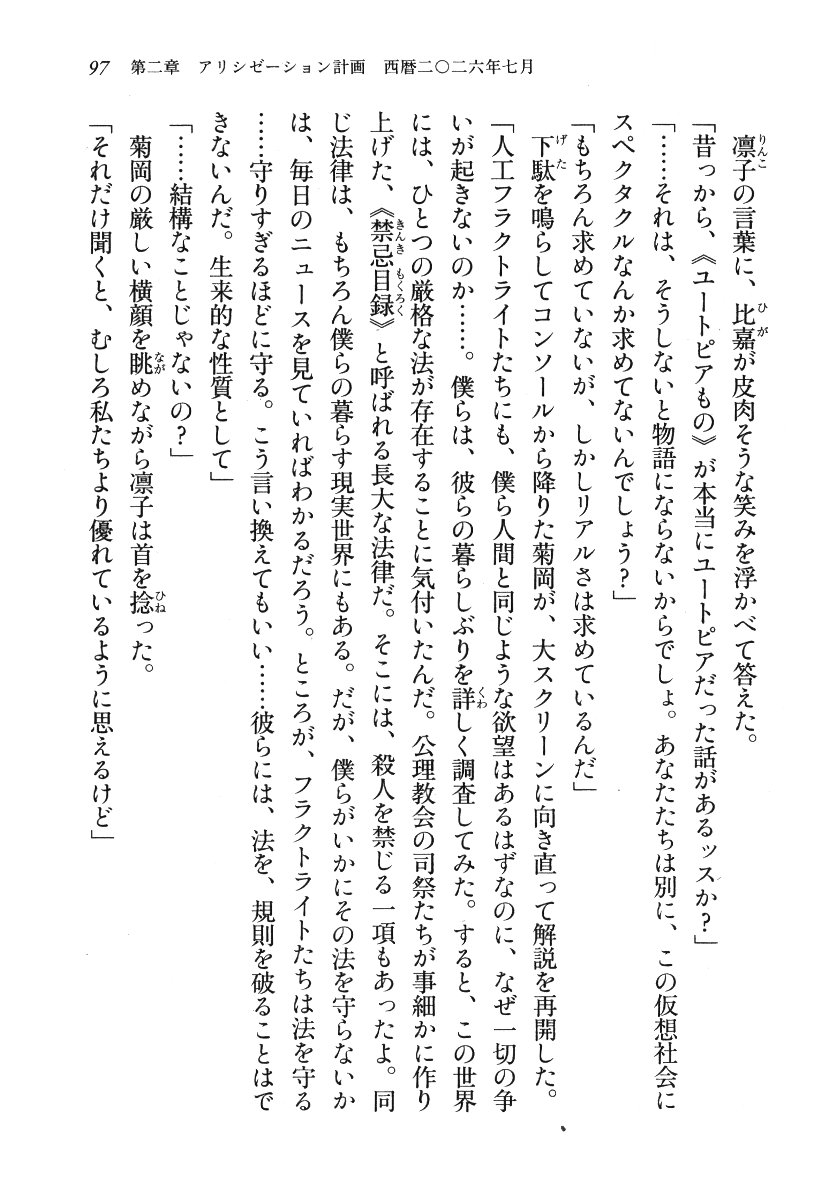 97 第二章 アリシゼーション計画 西暦二〇二六年七月
凛子の言葉に、比嘉が皮肉そうな笑みを浮かべて答えた。
「昔っから、《ユートピアもの》が本当にユートピアだった話があるッスか？」
「……それは、そうしないと物語にならないからでしょ。あなたたちは別に、この仮想社会に
スペクタクルなんか求めてないんでしょう？」
「もちろん求めていないが、しかしリアルさは求めているんだ」
下駄を鳴らしてコンソールから降りた菊岡が、大スクリーンに向き直って解説を再開した。
「人工フラクトライトたちにも、僕ら人間と同じような欲望はあるはずなのに、なぜ一切の争
いが起きないのか……。僕らは、彼らの暮らしぶりを詳しく調査してみた。すると、この世界
には、ひとつの厳格な法が存在することに気付いたんだ。公理教会の司祭たちが事細かに作り
上げた、《禁忌目録》と呼ばれる長大な法律だ。そこには、殺人を禁じる一項もあったよ。同
じ法律は、もちろん僕らの暮らす現実世界にもある。だが、僕らがいかにその法を守らないか
は、毎日のニュースを見ていればわかるだろう。ところが、フラクトライトたちは法を守る
……守りすぎるほどに守る。こう言い換えてもいい……彼らには、法を、規則を破ることはで
きないんだ。生来的な性質として」
「……結構なことじゃないの？」
菊岡の厳しい横顔を眺めながら凛子は首を捻った。
「それだけ聞くと、むしろ私たちより優れているように思えるけど」